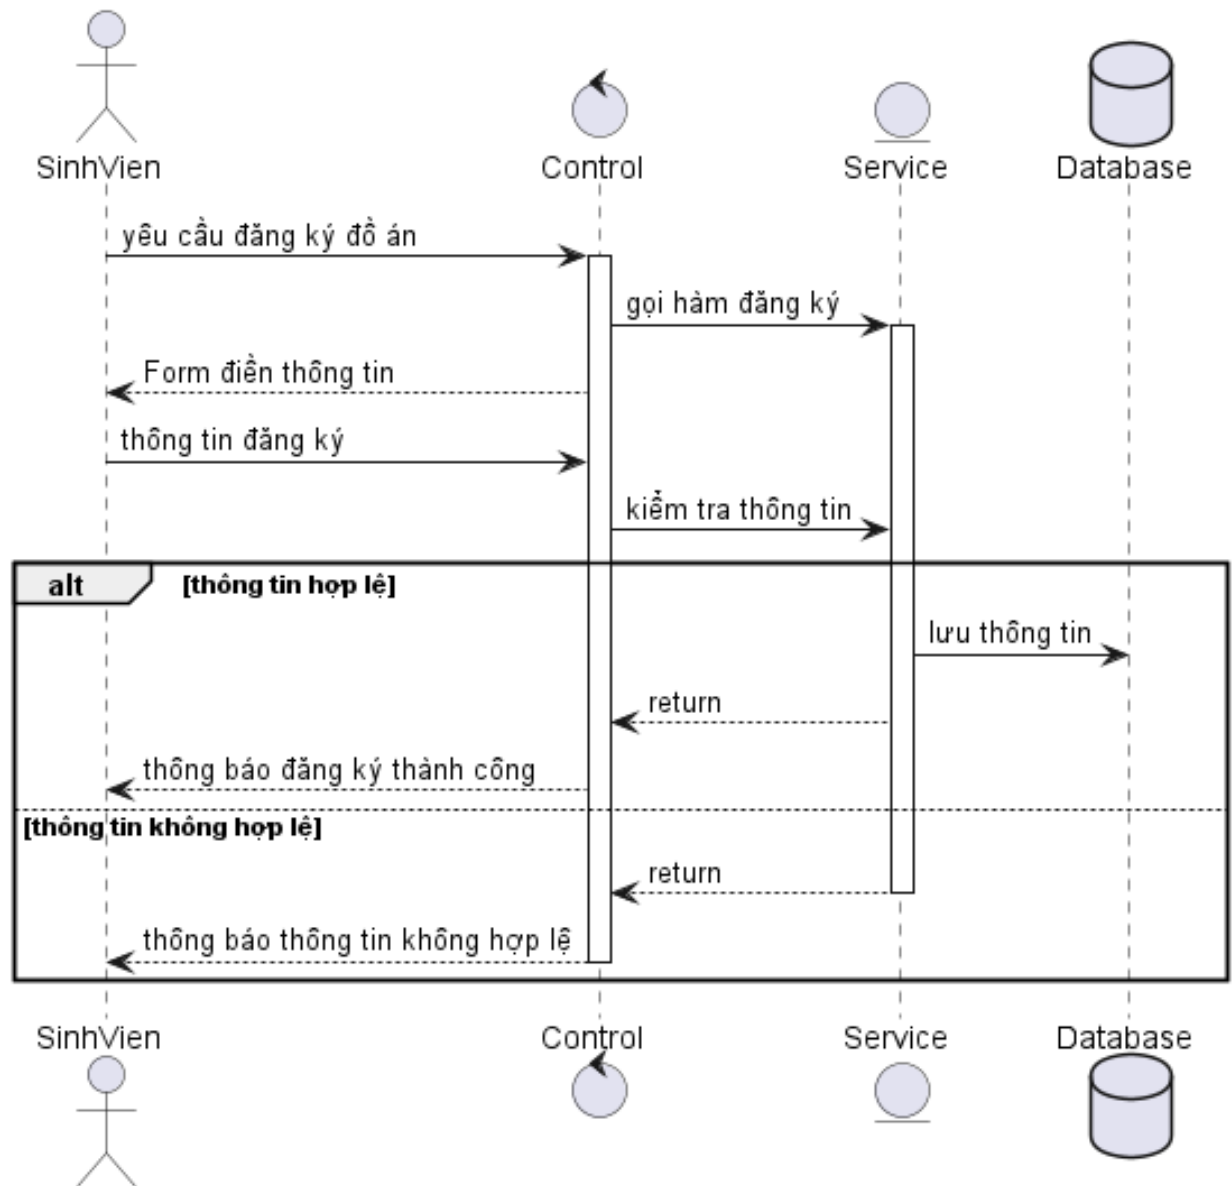 SinhVien
Control
Service
Database
yêu cầu đăng ký đồ án
gọi hàm đăng ký
Form điền thông tin
thông tin đăng ký
kiểm tra thông tin
alt
[thông tin hợp lệ]
lưu thông tin
return
thông báo đăng ký thành công
[thông tin không hợp lệ]
return
thông báo thông tin không hợp lệ
SinhVien
Control
Service
Database